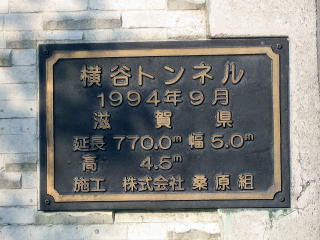 横谷トンネル
1994年9月
滋賀県
延長 770.0m 幅 5.0m
高 4.5m
施工 株式会社 桑原組